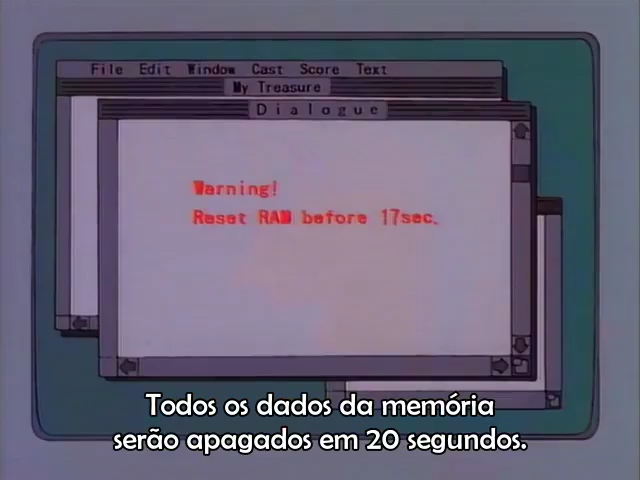 File Edit Window Cast Score Text
My Treasure
Dialogue
Warning!
Reset RAM before 17sec.
Todos os dados da memória
serão apagados em 20 segundos.